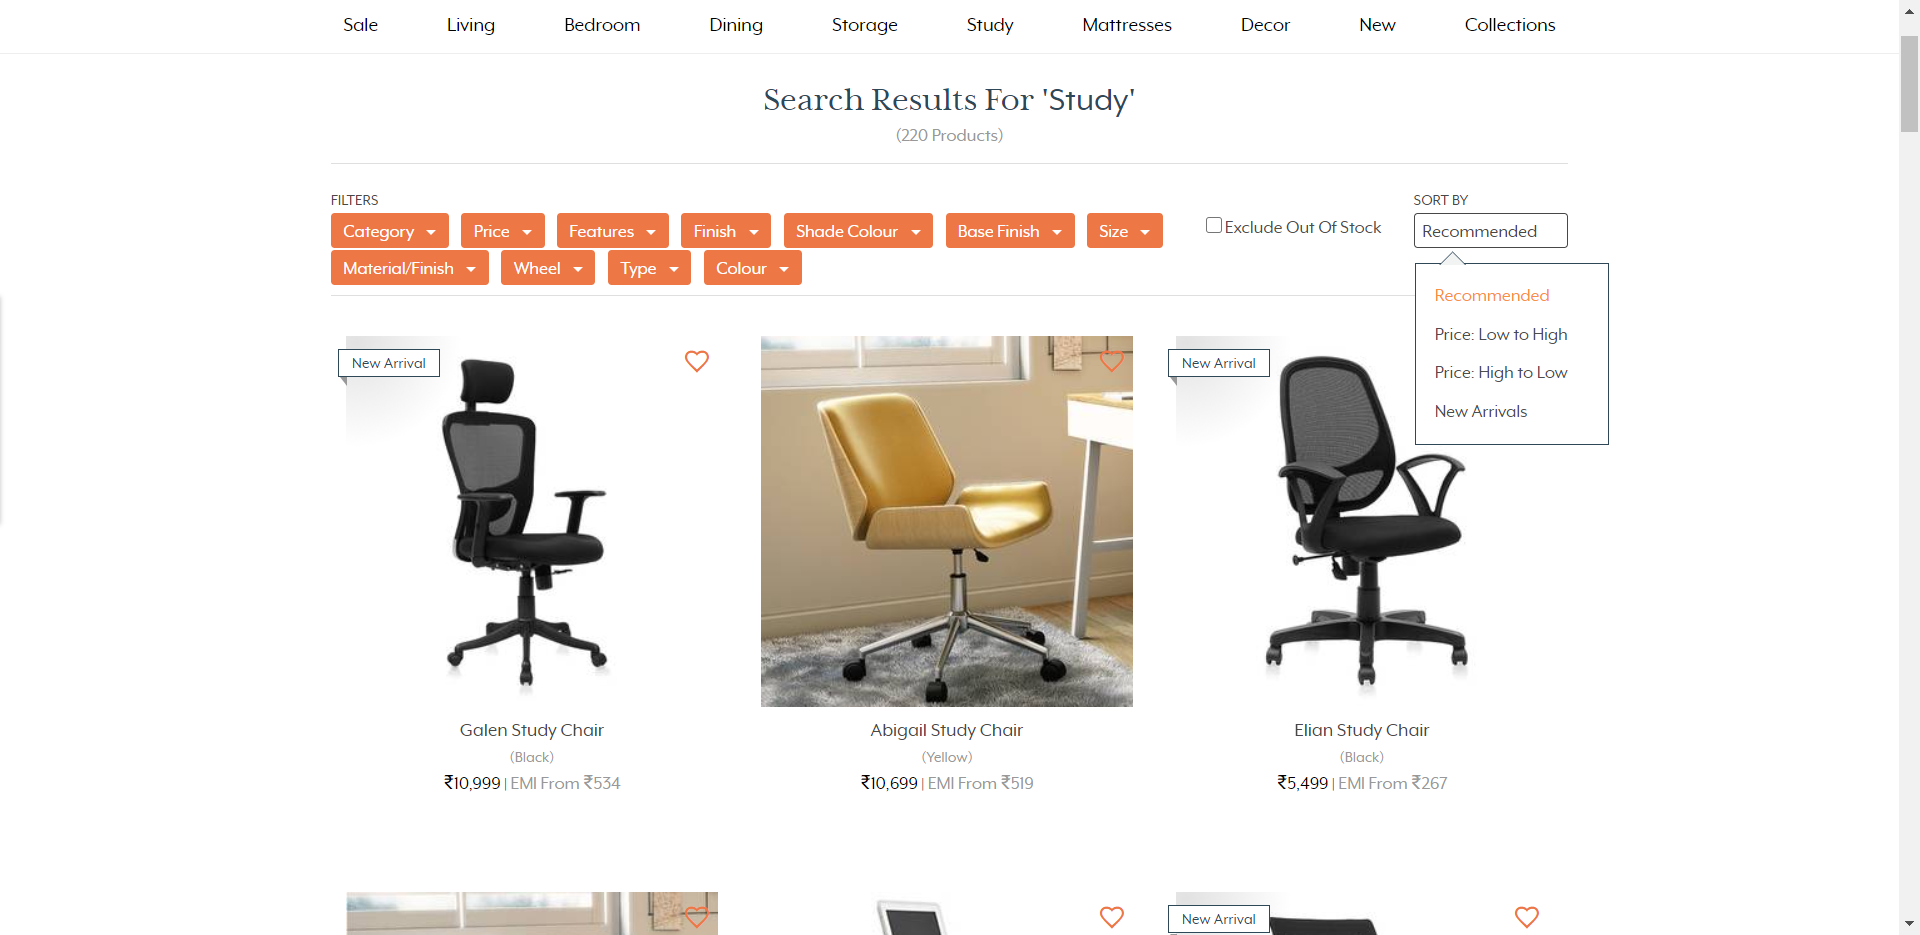 Sale Living Bedroom Dining Storage Study Mattresses Decor New Collections
Search Results For 'Study'
(220 Products)
FILTERS
Category Price Features Finish Shade Colour Base Finish Size
Material/Finish Wheel Type Colour
Exclude Out Of Stock
SORT BY
Recommended
Recommended
Price: Low to High
Price: High to Low
New Arrivals
New Arrival
New Arrival
Galen Study Chair
(Black)
₹10,999 | EMI From ₹534
Abigail Study Chair
(Yellow)
₹10,699 | EMI From ₹519
Elian Study Chair
(Black)
₹5,499 | EMI From ₹267
New Arrival